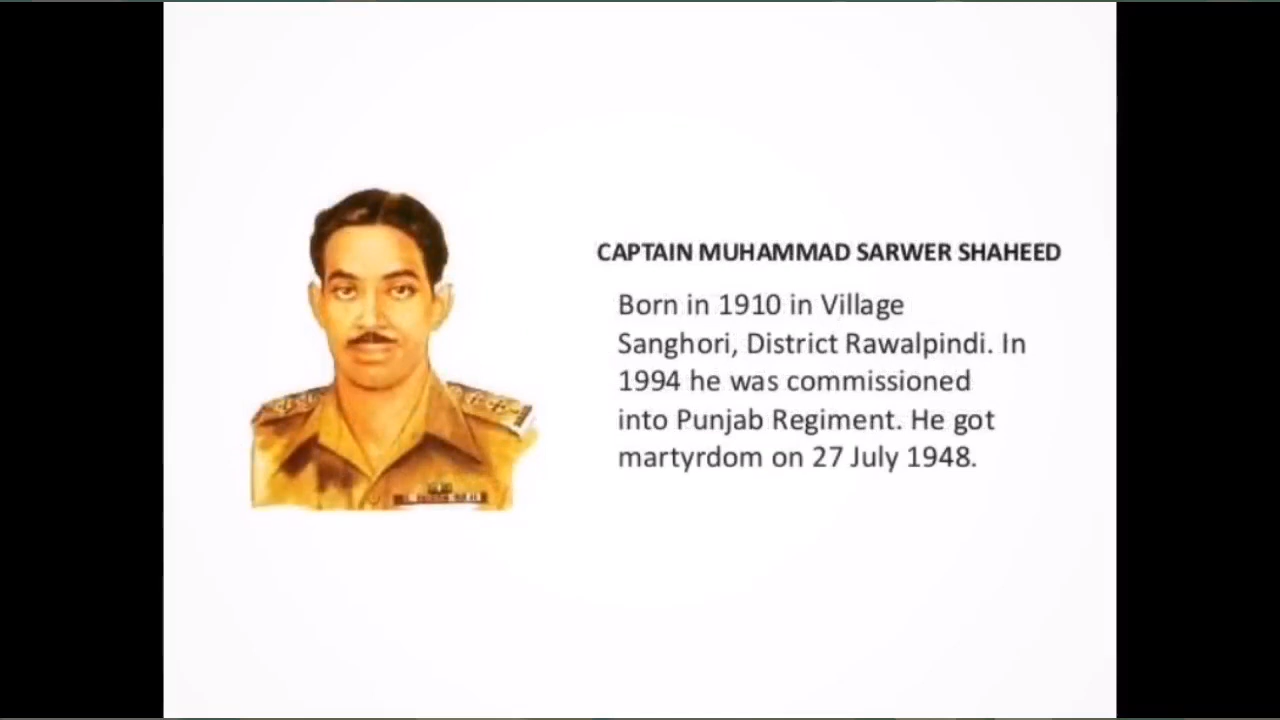 CAPTAIN MUHAMMAD SARWER SHAHEED
Born in 1910 in Village
Sanghori, District Rawalpindi. In
1994 he was commissioned
into Punjab Regiment. He got
martyrdom on 27 July 1948.